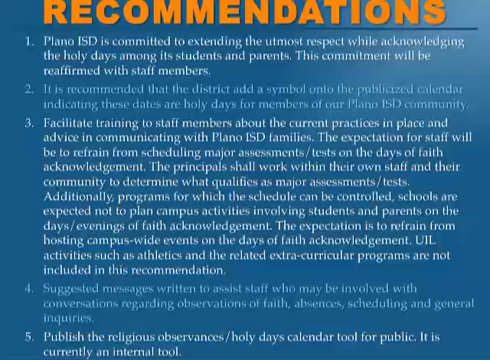 RECOMMENDATIONS
1. Plano ISD is committed to extending the utmost respect while acknowledging
the holy days among its students and parents. This commitment will be
reaffirmed with staff members.
2. It is recommended that the district add a symbol onto the publicized calendar
indicating these dates are holy days for members of our Plano ISD community.
3. Facilitate training to staff members about the current practices in place and
advice in communicating with Plano ISD families. The expectation for staff will
be to refrain from scheduling major assessments/tests on the days of faith
acknowledgement. The principals shall work within their own staff and their
community to determine what qualifies as major assessments/tests.
Additionally, programs for which the schedule can be controlled, schools are
expected not to plan campus activities involving students and parents on the
days/evenings of faith acknowledgement. The expectation is to refrain from
hosting campus-wide events on the days of faith acknowledgement. UIL
activities such as athletics and the related extra-curricular programs are not
included in this recommendation.
4. Suggested messages written to assist staff who may be involved with
conversations regarding observations of faith, absences, scheduling and general
inquiries.
5. Publish the religious observances/holy days calendar tool for public. It is
currently an internal tool.